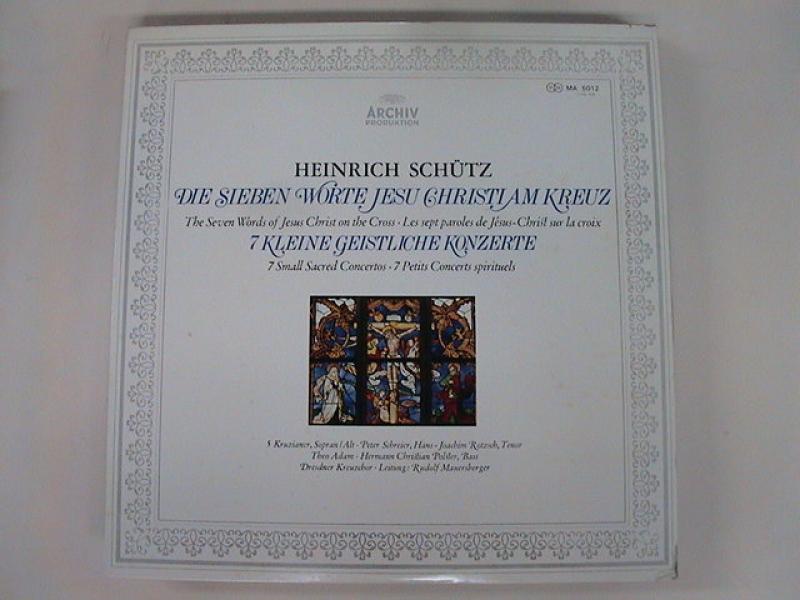 MA 5012
ARCHIV
PRODUKTION
HEINRICH SCHÜTZ
DIE SIEBEN WORTE JESU CHRISTI AM KREUZ
The Seven Words of Jesus Christ on the Cross · Les sept paroles de Jésus-Christ sur la croix
7 KLEINE GEISTLICHE KONZERTE
7 Small Sacred Concertos · 7 Petits Concerts spirituels
5 Kruzianer, Sopran/Alt · Peter Schreier, Hans-Joachim Rotzsch, Tenor
Theo Adam · Hermann Christian Polster, Bass
Dresdner Kreuzchor · Leitung: Rudolf Mauersberger